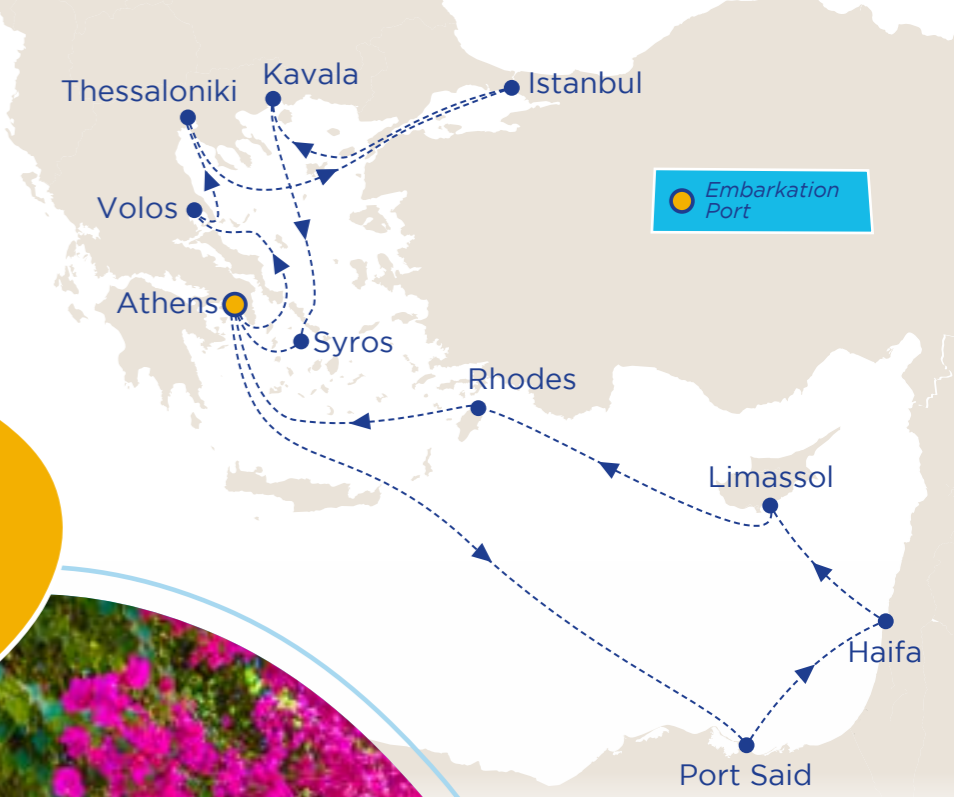 Kavala
Thessaloniki
Istanbul
Embarkation
Port
Volos
Athens
Syros
Rhodes
Limassol
Haifa
Port Said